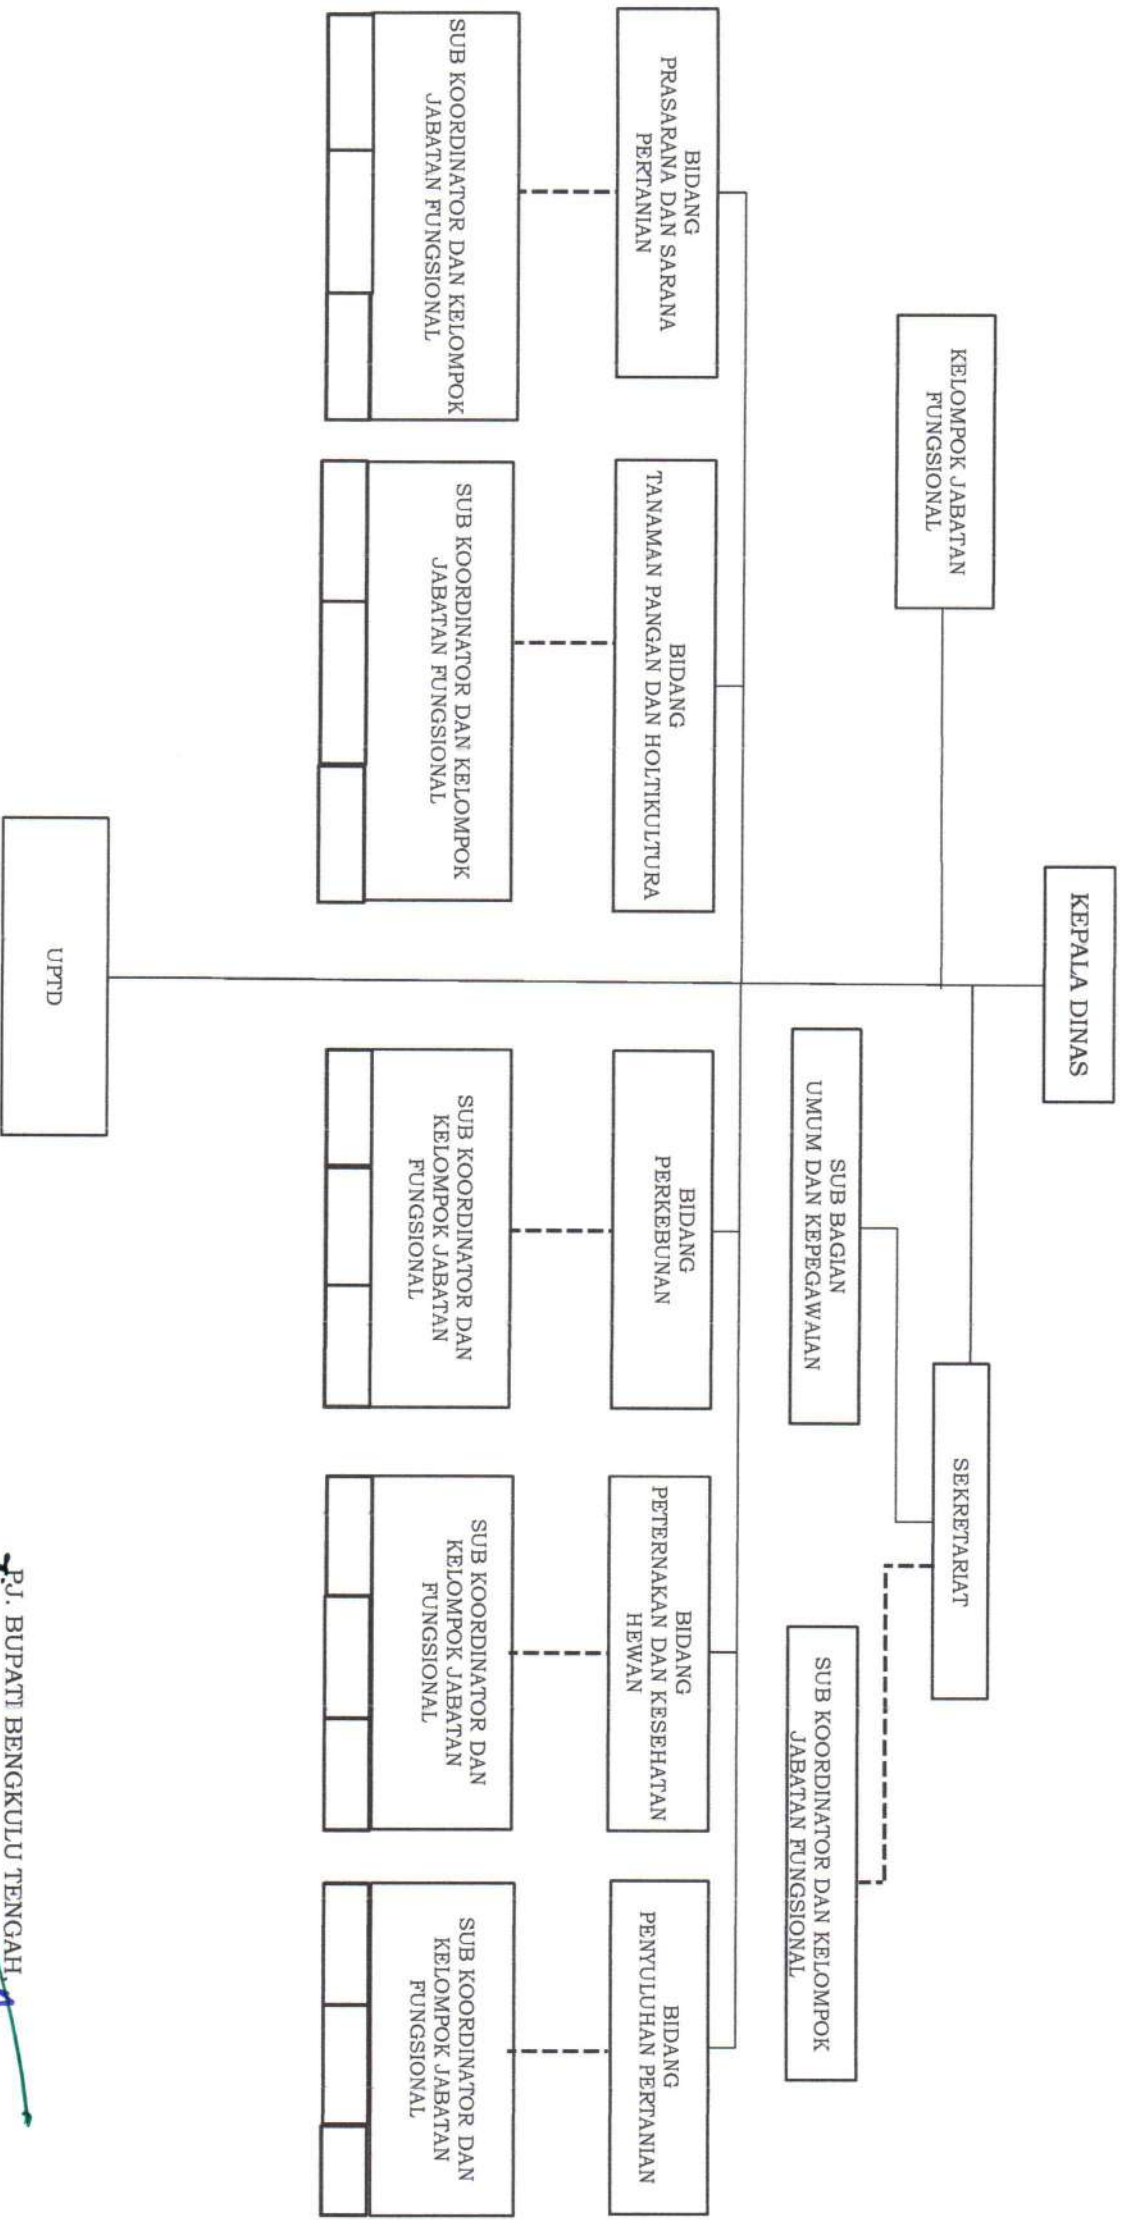 KEPALA DINAS
KELOMPOK JABATAN
FUNGSIONAL
SEKRETARIAT
SUB BAGIAN
UMUM DAN KEPEGAWAIAN
SUB KOORDINATOR DAN KELOMPOK
JABATAN FUNGSIONAL
BIDANG
PRASARANA DAN SARANA
PERTANIAN
BIDANG
TANAMAN PANGAN DAN HOLTIKULTURA
BIDANG
PERKEBUNAN
BIDANG
PETERNAKAN DAN KESEHATAN
HEWAN
BIDANG
PENYULUHAN PERTANIAN
SUB KOORDINATOR DAN KELOMPOK
JABATAN FUNGSIONAL
SUB KOORDINATOR DAN KELOMPOK
JABATAN FUNGSIONAL
SUB KOORDINATOR DAN
KELOMPOK JABATAN
FUNGSIONAL
SUB KOORDINATOR DAN
KELOMPOK JABATAN
FUNGSIONAL
SUB KOORDINATOR DAN
KELOMPOK JABATAN
FUNGSIONAL
UPTD
PJ. BUPATI BENGKULU TENGAH,